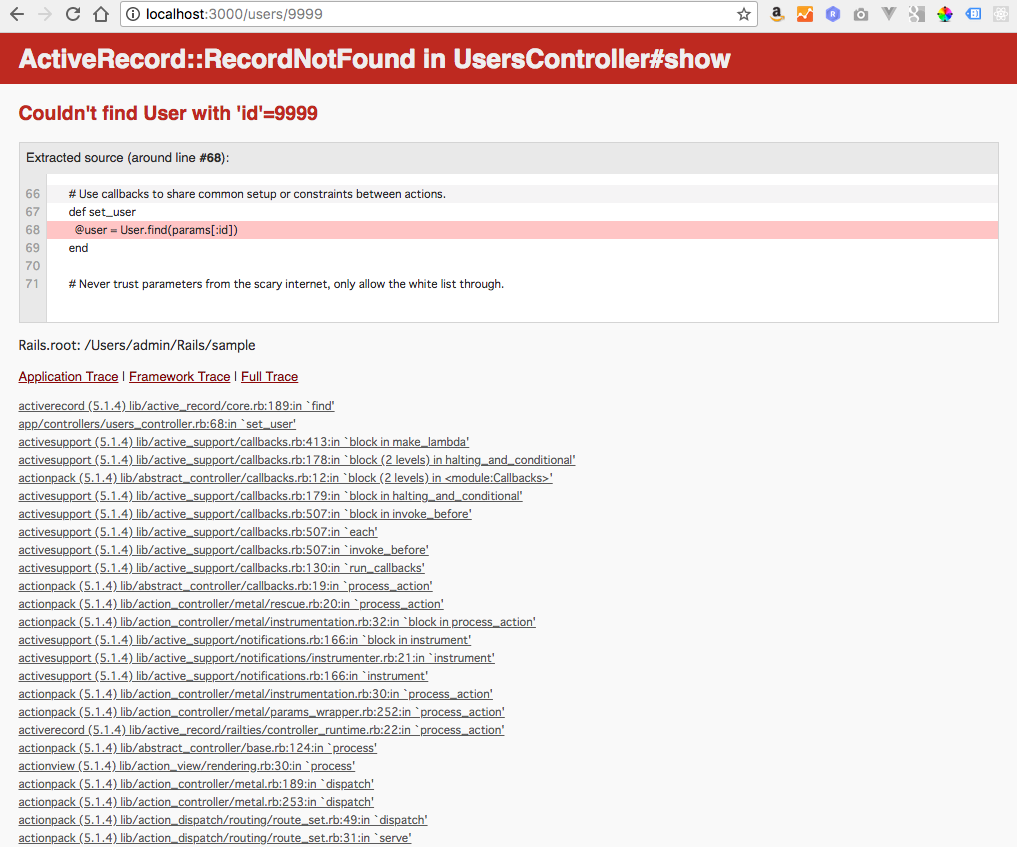 localhost:3000/users/9999
ActiveRecord::RecordNotFound in UsersController#show
Couldn't find User with 'id'=9999
Extracted source (around line #68):
66 # Use callbacks to share common setup or constraints between actions.
67 def set_user
68 @user = User.find(params[:id])
69 end
70
71 # Never trust parameters from the scary internet, only allow the white list through.
Rails.root: /Users/admin/Rails/sample
Application Trace | Framework Trace | Full Trace
activerecord (5.1.4) lib/active_record/core.rb:189:in `find'
app/controllers/users_controller.rb:68:in `set_user'
activesupport (5.1.4) lib/active_support/callbacks.rb:413:in `block in make_lambda'
activesupport (5.1.4) lib/active_support/callbacks.rb:178:in `block (2 levels) in halting_and_conditional'
actionpack (5.1.4) lib/abstract_controller/callbacks.rb:12:in `block (2 levels) in <module:Callbacks>'
activesupport (5.1.4) lib/active_support/callbacks.rb:179:in `block in halting_and_conditional'
activesupport (5.1.4) lib/active_support/callbacks.rb:507:in `block in invoke_before'
activesupport (5.1.4) lib/active_support/callbacks.rb:507:in `each'
activesupport (5.1.4) lib/active_support/callbacks.rb:507:in `invoke_before'
activesupport (5.1.4) lib/active_support/callbacks.rb:130:in `run_callbacks'
actionpack (5.1.4) lib/abstract_controller/callbacks.rb:19:in `process_action'
actionpack (5.1.4) lib/action_controller/metal/rescue.rb:20:in `process_action'
actionpack (5.1.4) lib/action_controller/metal/instrumentation.rb:32:in `block in process_action'
activesupport (5.1.4) lib/active_support/notifications.rb:166:in `block in instrument'
activesupport (5.1.4) lib/active_support/notifications/instrumenter.rb:21:in `instrument'
activesupport (5.1.4) lib/active_support/notifications.rb:166:in `instrument'
actionpack (5.1.4) lib/action_controller/metal/instrumentation.rb:30:in `process_action'
actionpack (5.1.4) lib/action_controller/metal/params_wrapper.rb:252:in `process_action'
activerecord (5.1.4) lib/active_record/railties/controller_runtime.rb:22:in `process_action'
actionpack (5.1.4) lib/abstract_controller/base.rb:124:in `process'
actionview (5.1.4) lib/action_view/rendering.rb:30:in `process'
actionpack (5.1.4) lib/action_controller/metal.rb:189:in `dispatch'
actionpack (5.1.4) lib/action_controller/metal.rb:253:in `dispatch'
actionpack (5.1.4) lib/action_dispatch/routing/route_set.rb:49:in `dispatch'
actionpack (5.1.4) lib/action_dispatch/routing/route_set.rb:31:in `serve'